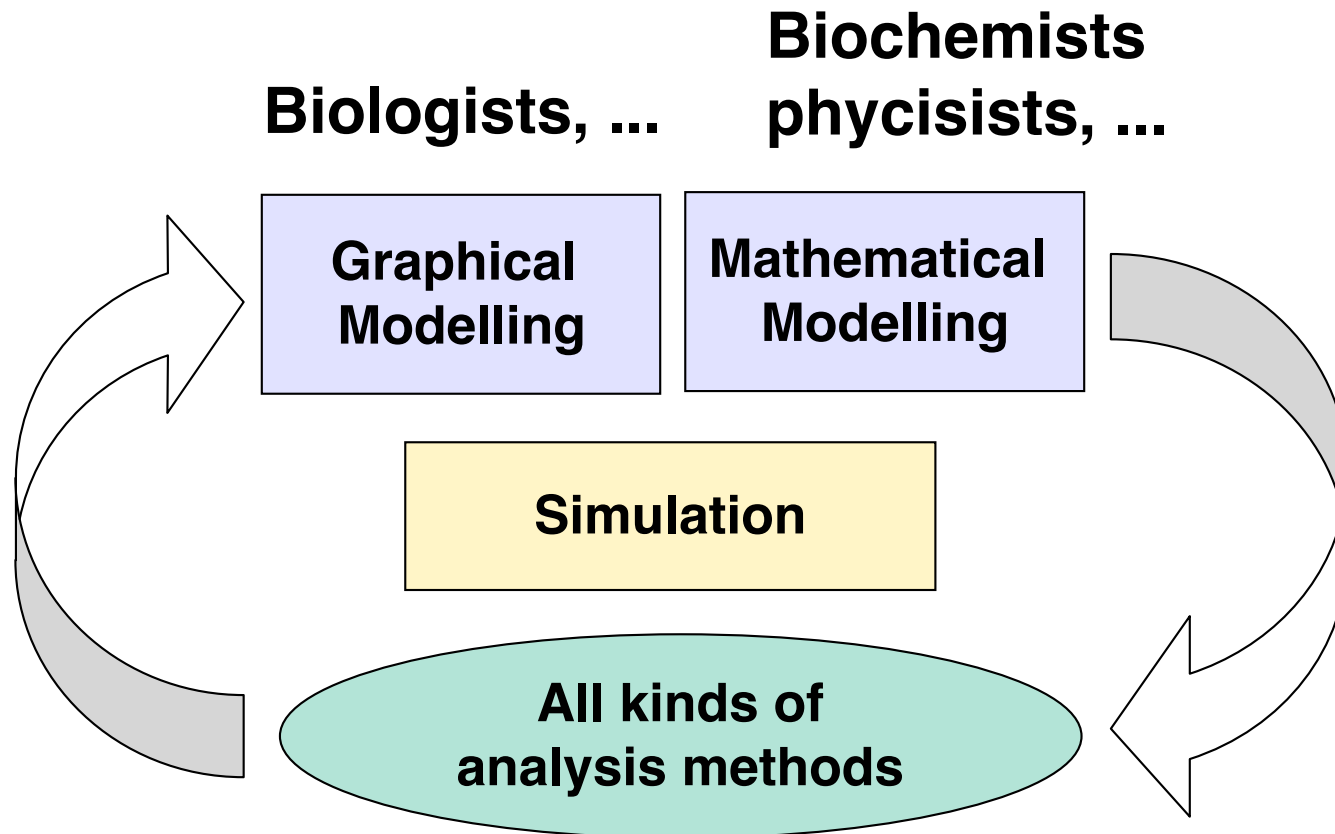 Biologists, ...
Biochemists
phycisists, ...
Graphical
Modelling
Mathematical
Modelling
Simulation
All kinds of
analysis methods